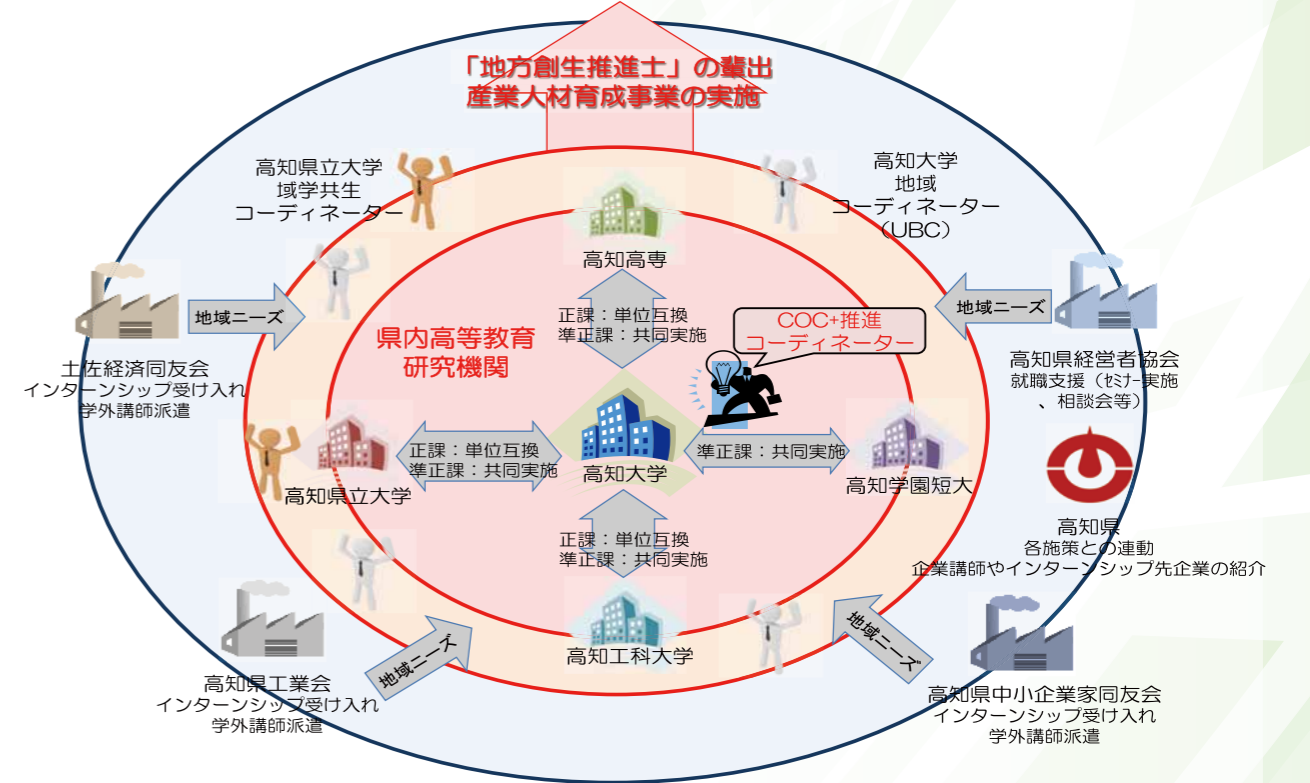 「地方創生推進士」の輩出
産業人材育成事業の実施
高知県立大学
域学共生
コーディネーター
高知大学
地域
コーディネーター
（UBC）
高知高専
地域ニーズ
地域ニーズ
正課：単位互換
準正課：共同実施
COC+推進
コーディネーター
県内高等教育
研究機関
土佐経済同友会
インターンシップ受け入れ
学外講師派遣
高知県経営者協会
就職支援（ｾﾐﾅｰ実施
、相談会等）
正課：単位互換
準正課：共同実施
高知大学
準正課：共同実施
高知県立大学
高知学園短大
高知県
各施策との連動
企業講師やインターンシップ先企業の紹介
正課：単位互換
準正課：共同実施
高知工科大学
地域ニーズ
地域ニーズ
高知県工業会
インターンシップ受け入れ
学外講師派遣
高知県中小企業家同友会
インターンシップ受け入れ
学外講師派遣